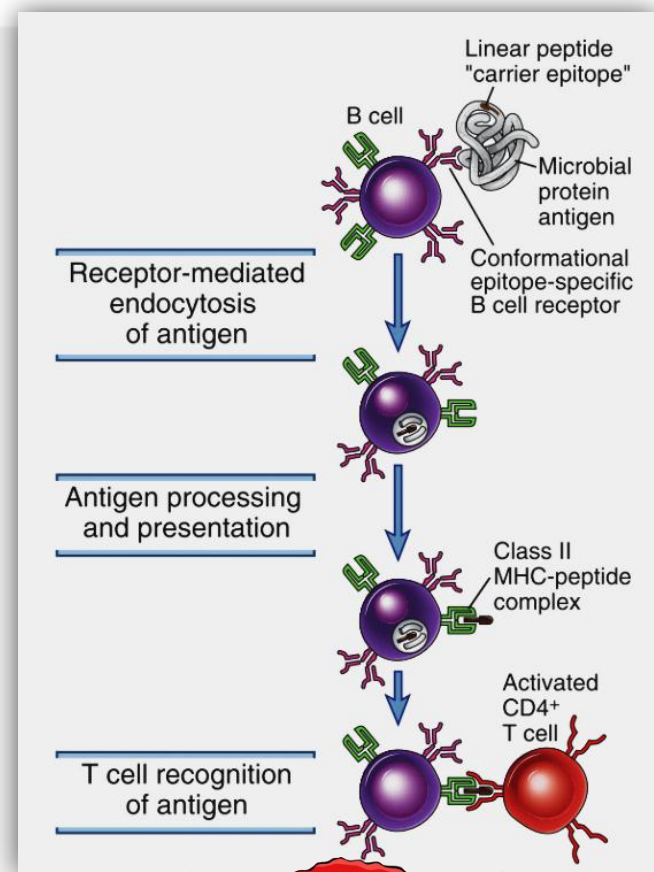 Linear peptide
"carrier epitope"
B cell
Microbial
protein
antigen
Conformational
epitope-specific
B cell receptor
Receptor-mediated
endocytosis
of antigen
Antigen processing
and presentation
Class II
MHC-peptide
complex
Activated
CD4+
T cell
T cell recognition
of antigen